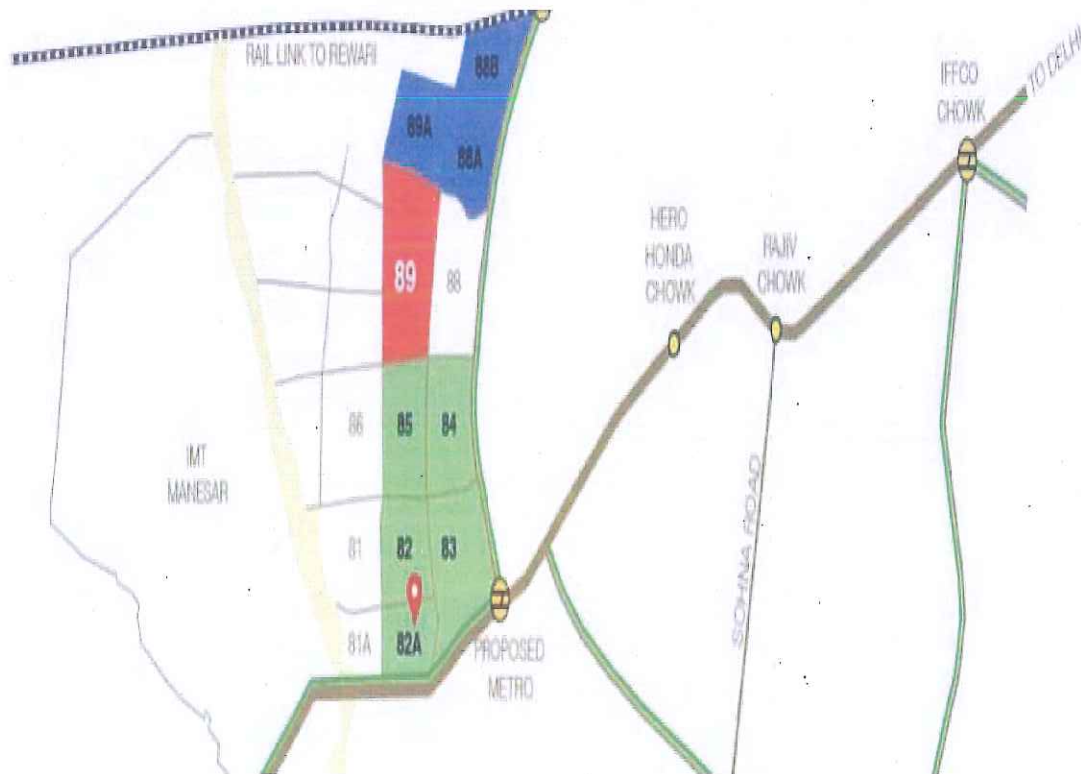 RAIL LINK TO REWARI
88B
IFFCO
CHOWK
TO DELHI
89A
88A
HERO
HONDA
CHOWK
RAJIV
CHOWK
89
88
86
85
84
IMT
MANESAR
81
82
83
SOHNA ROAD
81A
82A
PROPOSED
METRO